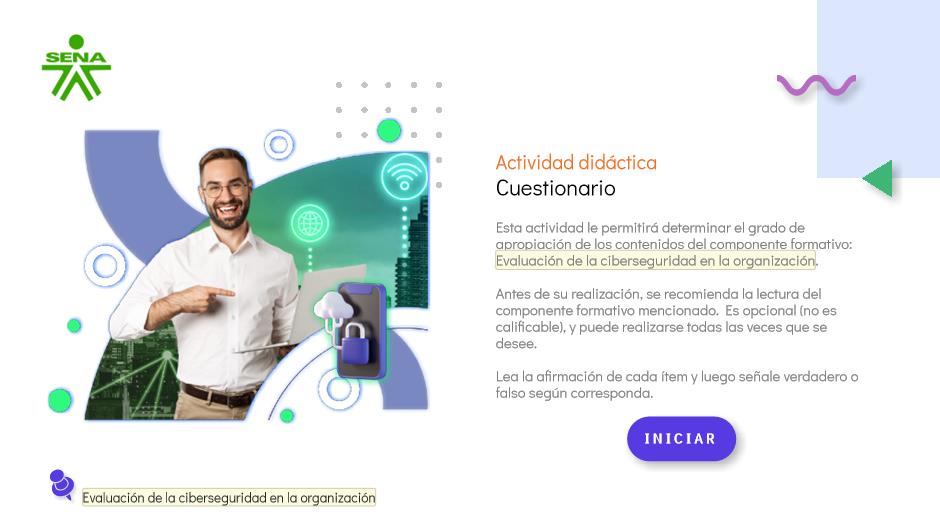 SENA
Actividad didáctica
Cuestionario
Esta actividad le permitirá determinar el grado de
apropiación de los contenidos del componente formativo:
Evaluación de la ciberseguridad en la organización.
Antes de su realización, se recomienda la lectura del
componente formativo mencionado. Es opcional (no es
calificable), y puede realizarse todas las veces que se
desee.
Lea la afirmación de cada ítem y luego señale verdadero o
falso según corresponda.
INICIAR
Evaluación de la ciberseguridad en la organización